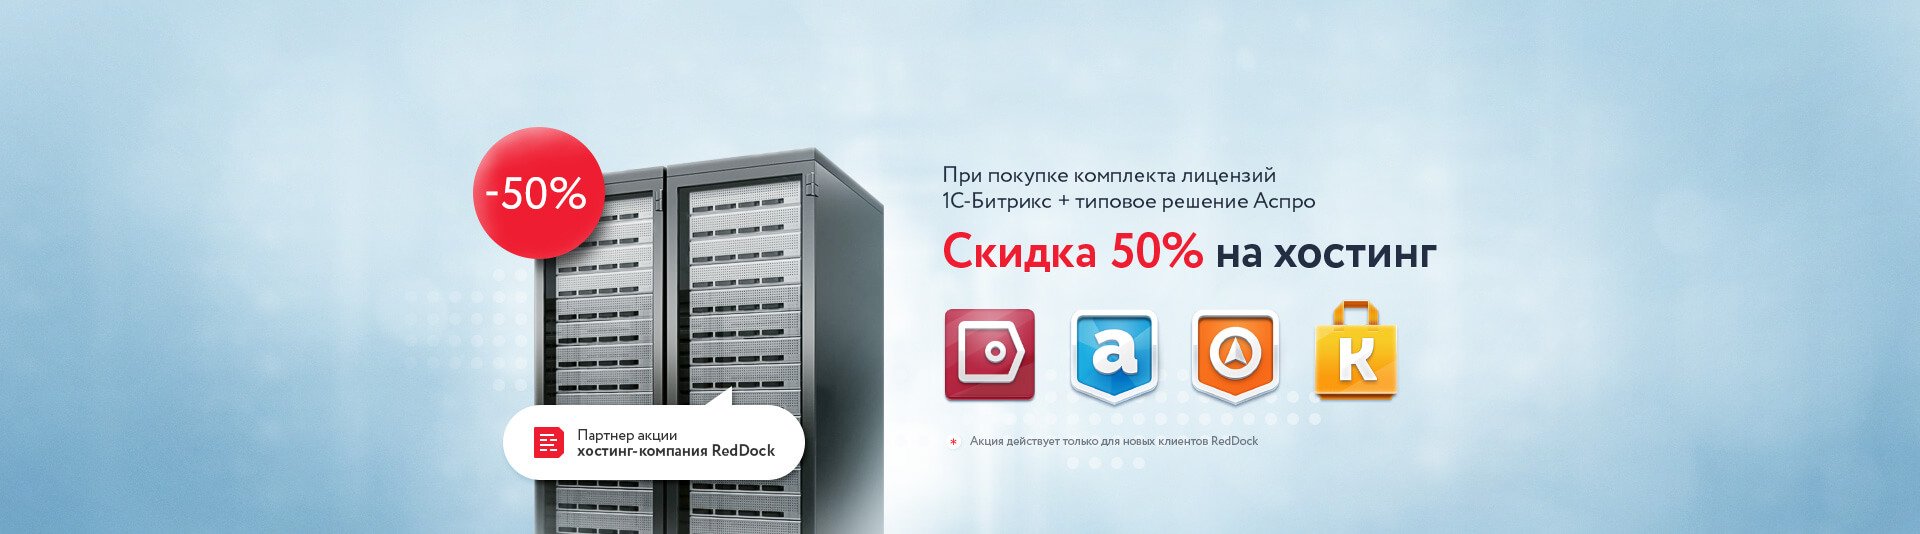 -50%
При покупке комплекта лицензий
1С-Битрикс + типовое решение Аспро
Скидка 50% на хостинг
а
к
Партнер акции
хостинг-компания RedDock
* Акция действует только для новых клиентов RedDock